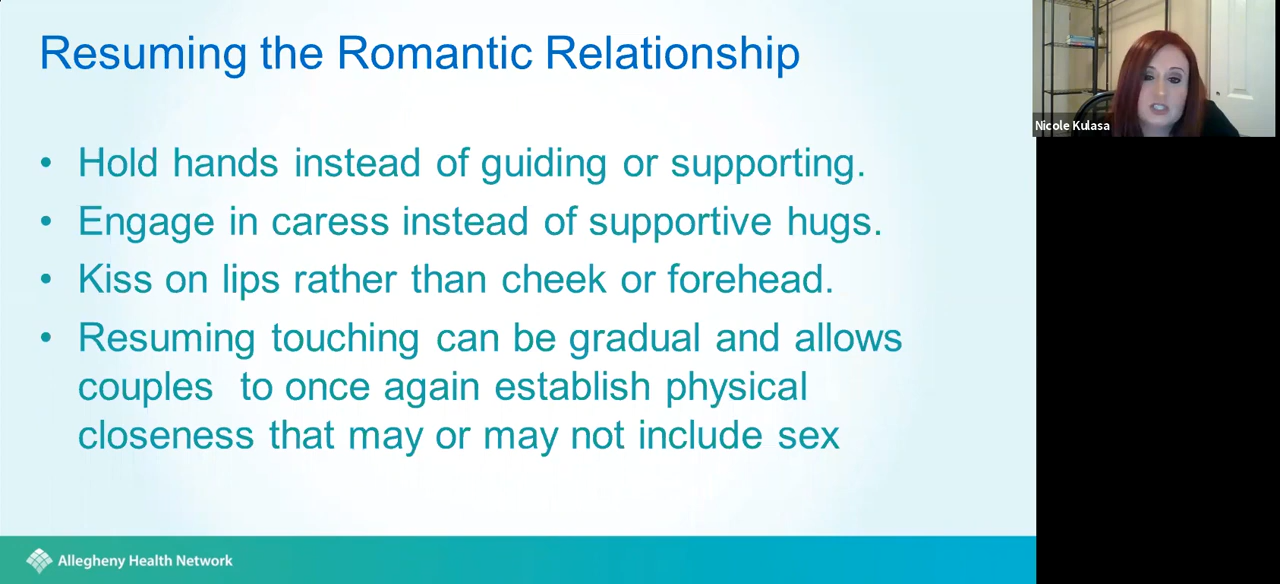 Resuming the Romantic Relationship
• Hold hands instead of guiding or supporting.
• Engage in caress instead of supportive hugs.
• Kiss on lips rather than cheek or forehead.
• Resuming touching can be gradual and allows
couples to once again establish physical
closeness that may or may not include sex
Allegheny Health Network
Nicole Kulasa